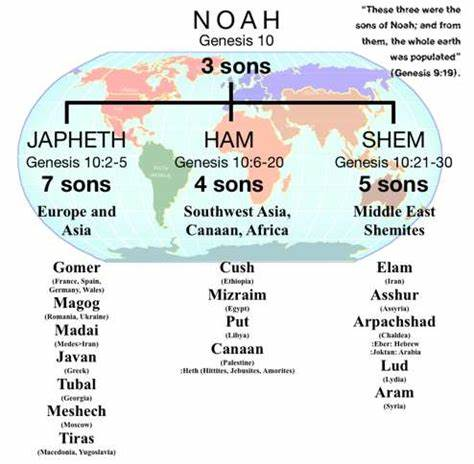 NOAH
Genesis 10
3 sons
"These three were the
sons of Noah; and from
them, the whole earth
was populated"
(Genesis 9:19).
JAPHETH
Genesis 10:2-5
7 sons
Europe and
Asia
Gomer
(France, Spain,
Germany, Wales)
Magog
(Romania, Ukraine)
Madai
(Medes>Iran)
Javan
(Greek)
Tubal
(Georgia)
Meshech
(Moscow)
Tiras
(Macedonia, Yugoslavia)
HAM
Genesis 10:6-20
4 sons
Southwest Asia,
Canaan, Africa
Cush
(Ethiopia)
Mizraim
(Egypt)
Put
(Libya)
Canaan
(Palestine)
:Heth (Hittites, Jebusites, Amorites)
SHEM
Genesis 10:21-30
5 sons
Middle East
Shemites
Elam
(Iran)
Asshur
(Assyria)
Arpachshad
(Chaldea)
:Eber: Hebrew
:Joktan: Arabia
Lud
(Lydia)
Aram
(Syria)